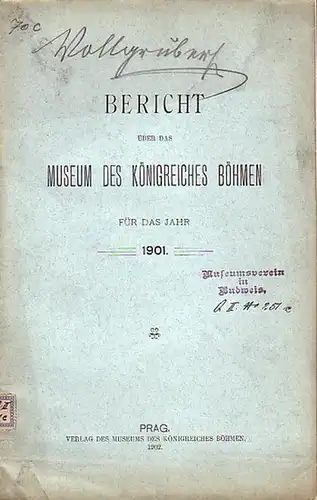 70c
Vollgruber
BERICHT
ÜBER DAS
MUSEUM DES KÖNIGREICHES BÖHMEN
FÜR DAS JAHR
1901.
Museumsverein
in
Budweis.
PRAG.
VERLAG DES MUSEUMS DES KÖNIGREICHES BÖHMEN.
1902.